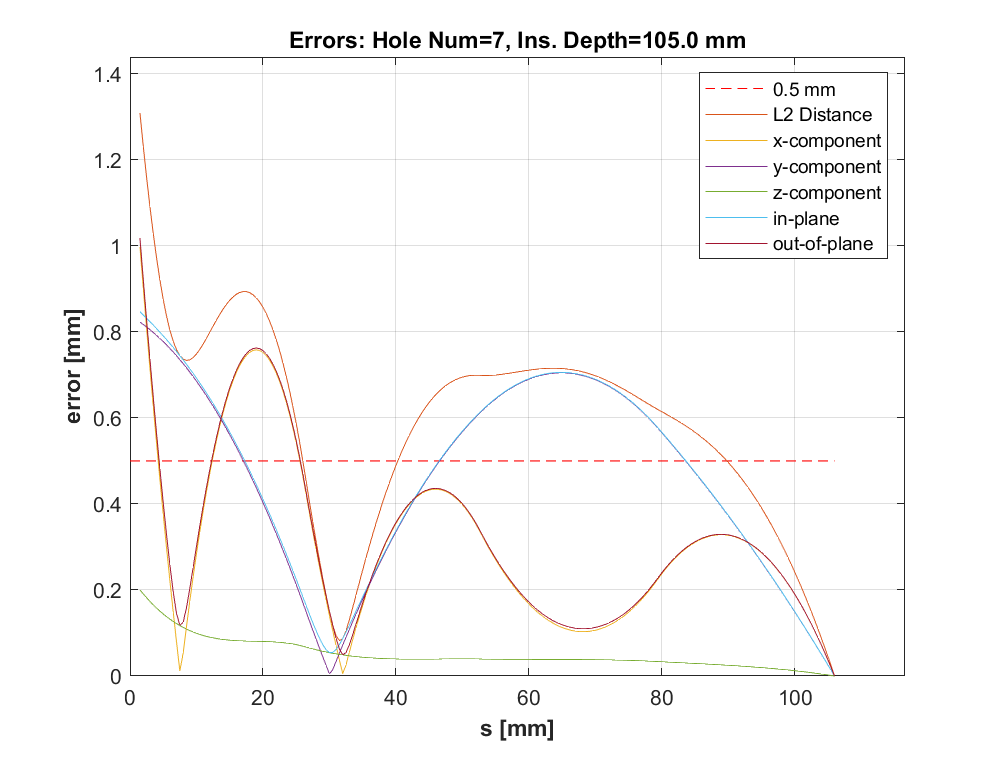 Errors: Hole Num=7, Ins. Depth=105.0 mm
1.4
1.2
1
0.8
0.6
0.4
0.2
0
error [mm]
0.5 mm
L2 Distance
x-component
y-component
z-component
in-plane
out-of-plane
0 20 40 60 80 100
s [mm]